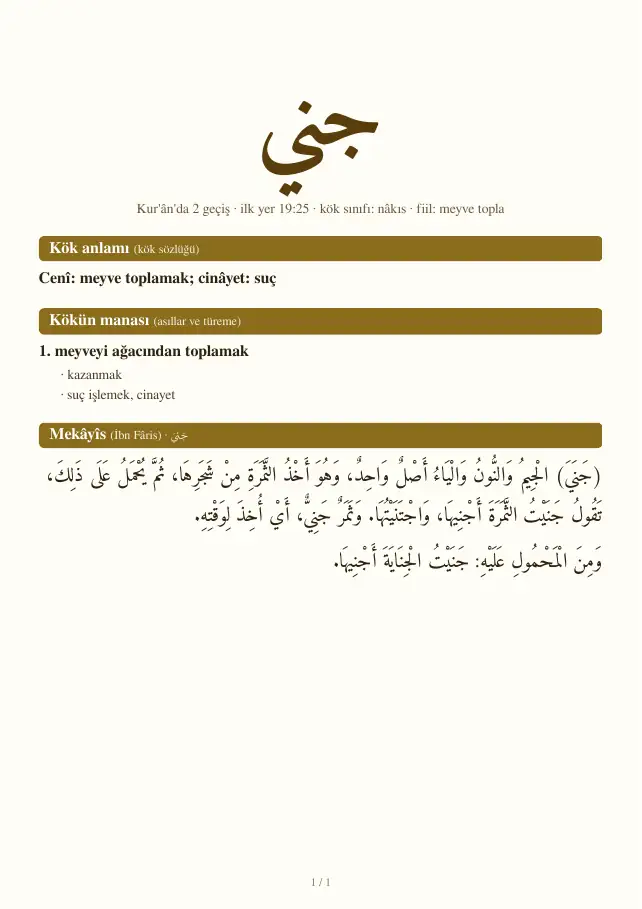 جني
Kur'ân'da 2 geçiş · ilk yer 19:25 · kök sınıfı: nâkıs · fiil: meyve topla
Kök anlamı (kök sözlüğü)
Cenî: meyve toplamak; cinâyet: suç
Kökün manası (asıllar ve türeme)
1. meyveyi ağacından toplamak
· kazanmak
· suç işlemek, cinayet
Mekâyîs (İbn Fâris) · جَنَيَ
(جَنَيَ) الْجِيمُ وَالنُّونُ وَالْيَاءُ أَصْلٌ وَاحِدٌ، وَهُوَ أَخْذُ الثَّمَرَةِ مِنْ شَجَرِهَا، ثُمَّ يُحْمَلُ عَلَى ذَلِكَ،
تَقُولُ جَنَيْتُ الثَّمَرَةَ أَجْنِيهَا، وَاجْتَنَيْتُهَا. وَثَمَرٌ جَنِيٌّ، أَيْ أُخِذَ لِوَقْتِهِ.
وَمِنَ الْمَحْمُولِ عَلَيْهِ: جَنَيْتُ الْجِنَايَةَ أَجْنِيهَا.
1 / 1